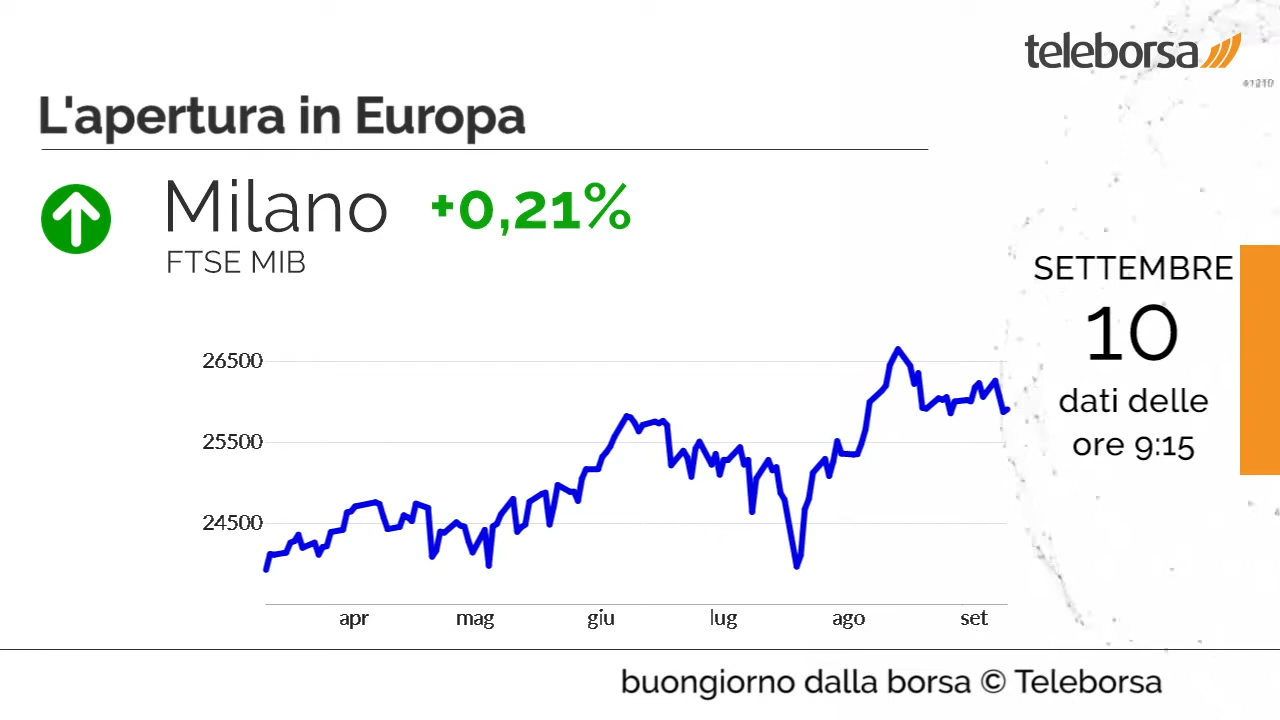 teleborsa
L'apertura in Europa
Milano +0,21%
FTSE MIB
SETTEMBRE
10
dati delle
ore 9:15
26500
25500
24500
apr mag giu lug ago set
buongiorno dalla borsa © Teleborsa